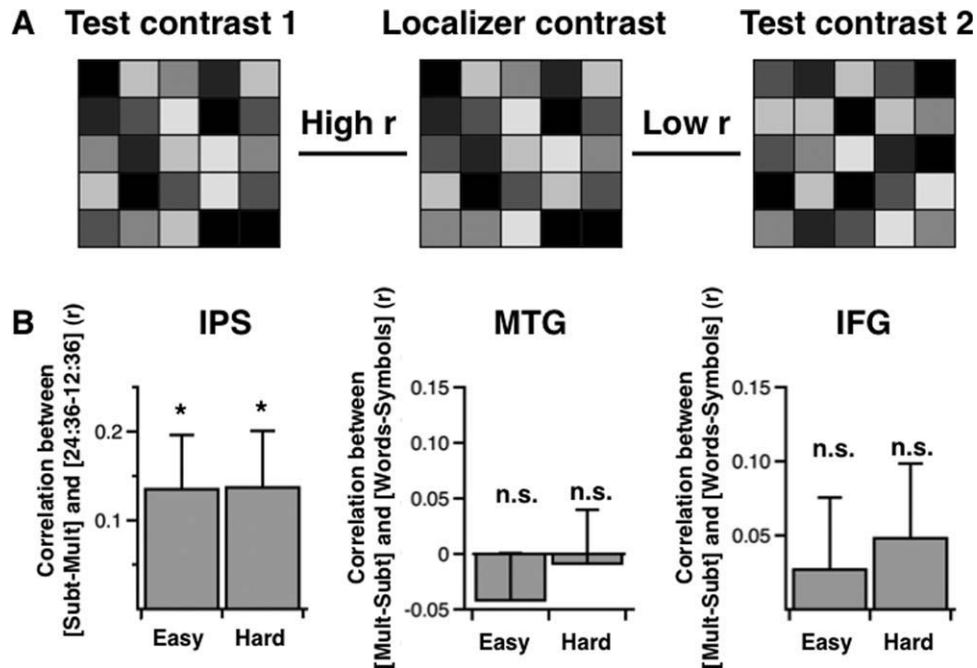 A Test contrast 1 Localizer contrast Test contrast 2
High r Low r
B IPS MTG IFG
Correlation between
[Subt-Mult] and [24:36-12:36] (r)
0.2
0.1
* *
Easy Hard
Correlation between
[Mult-Subt] and [Words-Symbols] (r)
0.15
0.10
0.05
0
-0.05
n.s. n.s.
Easy Hard
Correlation between
[Mult-Subt] and [Words-Symbols] (r)
0.15
0.10
0.05
n.s. n.s.
Easy Hard